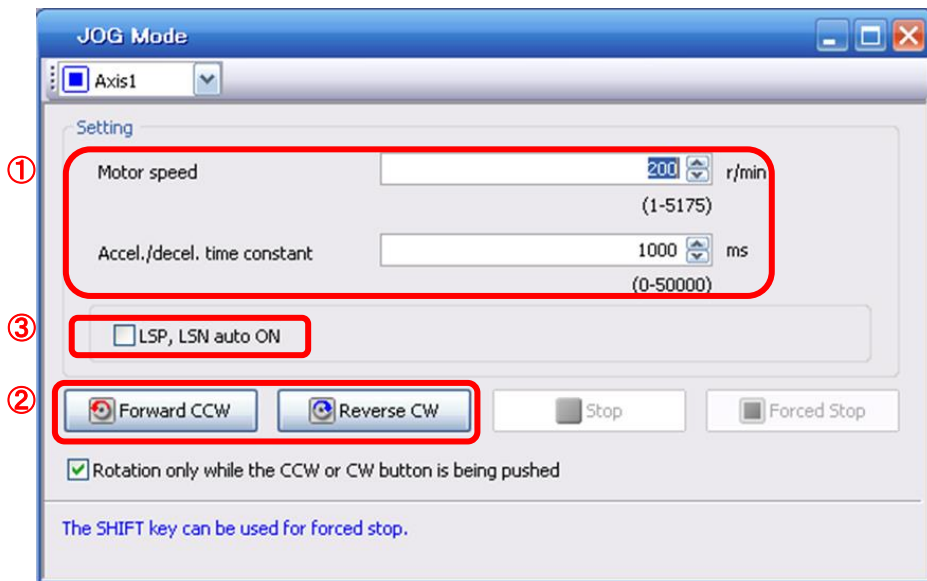 JOG Mode
Axis1
Setting
① Motor speed 200 r/min
(1-5175)
Accel./decel. time constant 1000 ms
(0-50000)
③ LSP, LSN auto ON
② Forward CCW Reverse CW Stop Forced Stop
Rotation only while the CCW or CW button is being pushed
The SHIFT key can be used for forced stop.